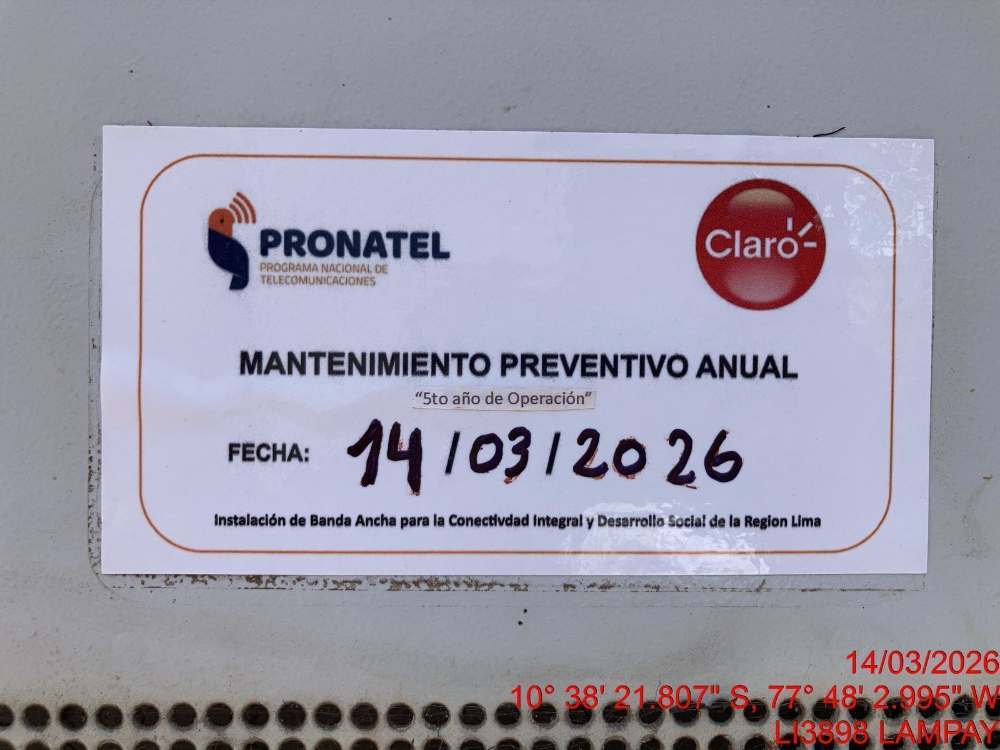 PRONATEL
PROGRAMA NACIONAL DE
TELECOMUNICACIONES
Claro
MANTENIMIENTO PREVENTIVO ANUAL
“5to año de Operación”
FECHA: 14/03/2026
Instalación de Banda Ancha para la Conectivdad Integral y Desarrollo Social de la Region Lima
14/03/2026
10° 38' 21.807" S, 77° 48' 2.995" W
LI3898 LAMPAY